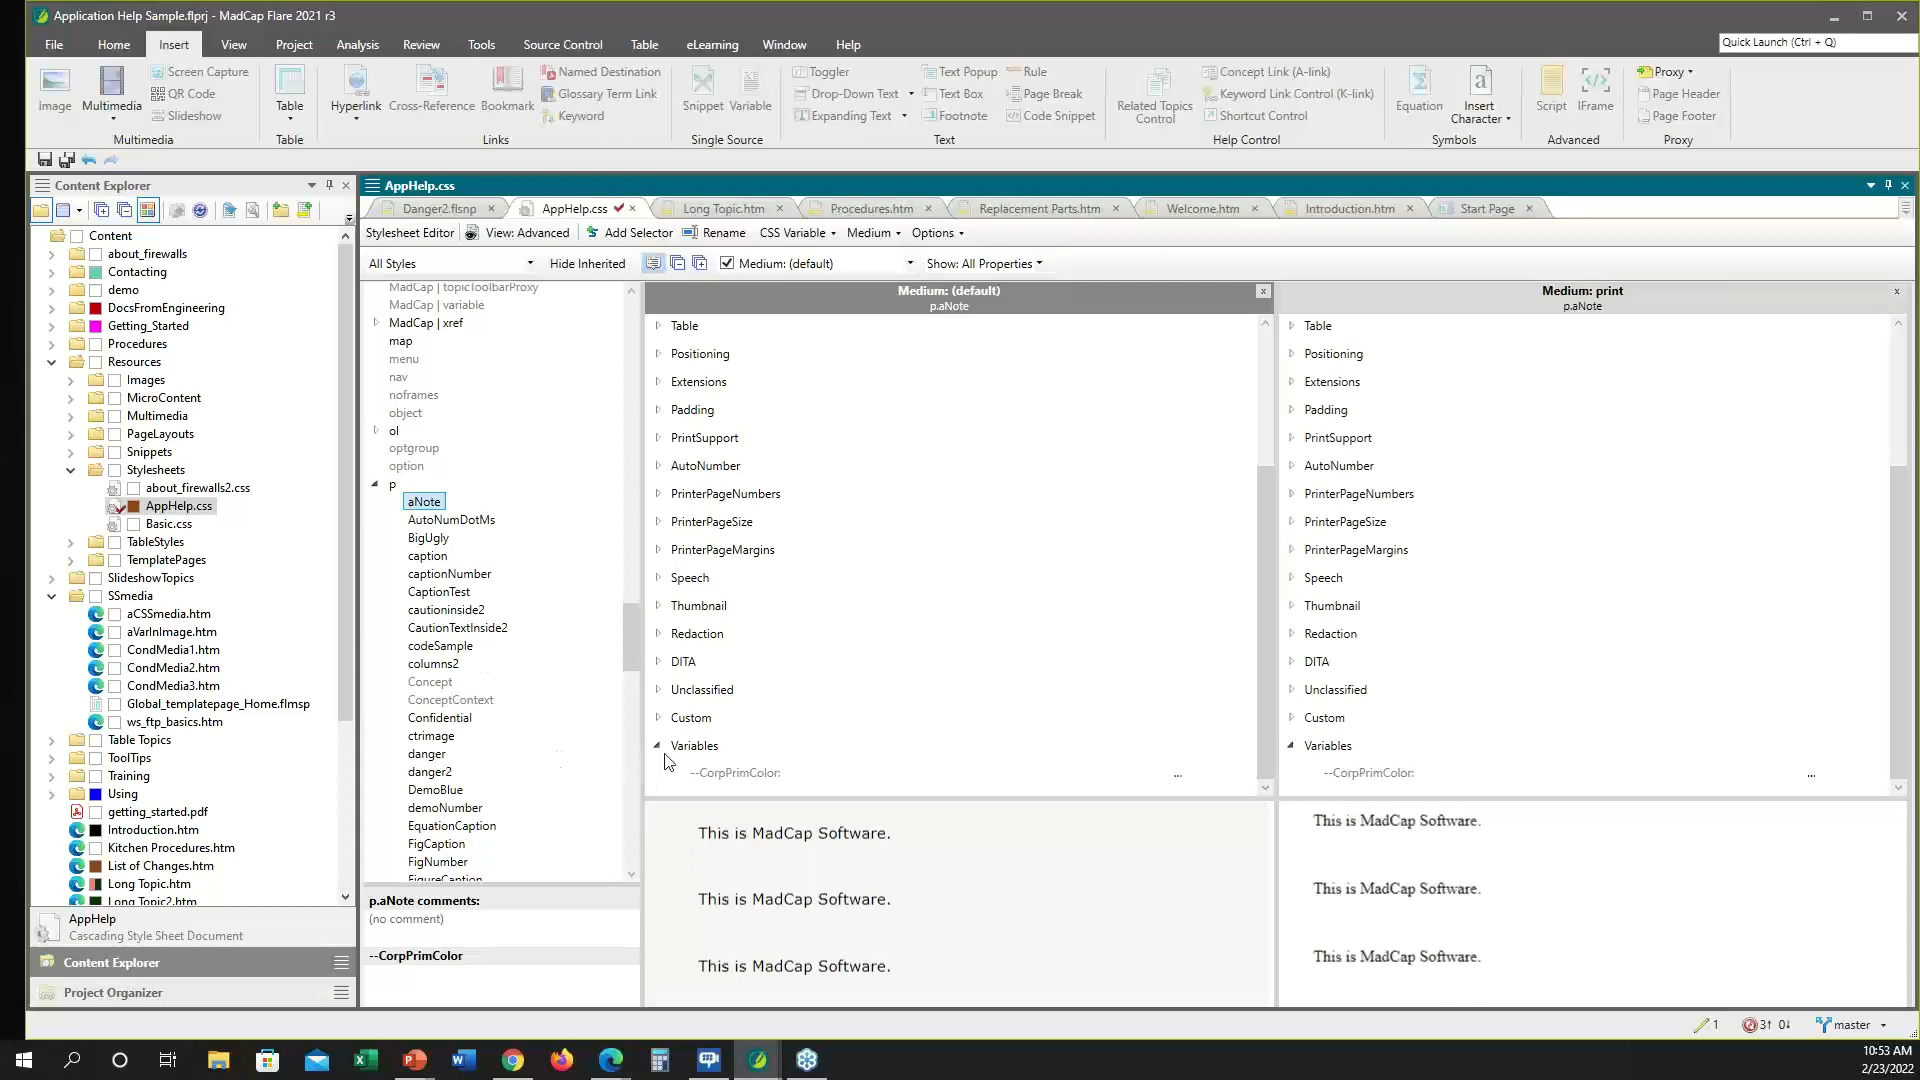 Application Help Sample.flprj - MadCap Flare 2021 r3
File Home Insert View Project Analysis Review Tools Source Control Table eLearning Window Help
Quick Launch (Ctrl + Q)
Image
Multimedia
Screen Capture
QR Code
Slideshow
Multimedia
Table
Table
Hyperlink
Cross-Reference
Bookmark
Named Destination
Glossary Term Link
Keyword
Links
Snippet
Variable
Single Source
Toggler
Drop-Down Text
Expanding Text
Text Popup
Text Box
Footnote
Rule
Page Break
Code Snippet
Text
Related Topics
Control
Concept Link (A-link)
Keyword Link Control (K-link)
Shortcut Control
Help Control
Equation
Insert
Character
Symbols
Script
IFrame
Advanced
Proxy
Page Header
Page Footer
Proxy
Content Explorer
Content
about_firewalls
Contacting
demo
DocsFromEngineering
Getting_Started
Procedures
Resources
Images
MicroContent
Multimedia
PageLayouts
Snippets
Stylesheets
about_firewalls2.css
AppHelp.css
Basic.css
TableStyles
TemplatePages
SlideshowTopics
SSmedia
aCSSmedia.htm
aVarInImage.htm
CondMedia1.htm
CondMedia2.htm
CondMedia3.htm
Global_templatepage_Home.flmsp
ws_ftp_basics.htm
Table Topics
ToolTips
Training
Using
getting_started.pdf
Introduction.htm
Kitchen Procedures.htm
List of Changes.htm
Long Topic.htm
Long Topic2.htm
AppHelp
Cascading Style Sheet Document
Content Explorer
Project Organizer
AppHelp.css
Danger2.flsnp AppHelp.css Long Topic.htm Procedures.htm Replacement Parts.htm Welcome.htm Introduction.htm Start Page
Stylesheet Editor View: Advanced Add Selector Rename CSS Variable Medium Options
All Styles Hide Inherited Medium: (default) Show: All Properties
MadCap | topicToolbarProxy
MadCap | variable
MadCap | xref
map
menu
nav
noframes
object
ol
optgroup
option
p
aNote
AutoNumDotMs
BigUgly
caption
captionNumber
CaptionTest
cautioninside2
CautionTextInside2
codeSample
columns2
Concept
ConceptContext
Confidential
ctrimage
danger
danger2
DemoBlue
demoNumber
EquationCaption
FigCaption
FigNumber
FigureCaption
p.aNote comments:
(no comment)
--CorpPrimColor
Medium: (default)
p.aNote
Table
Positioning
Extensions
Padding
PrintSupport
AutoNumber
PrinterPageNumbers
PrinterPageSize
PrinterPageMargins
Speech
Thumbnail
Redaction
DITA
Unclassified
Custom
Variables
--CorpPrimColor: ...
This is MadCap Software.
This is MadCap Software.
This is MadCap Software.
Medium: print
p.aNote
Table
Positioning
Extensions
Padding
PrintSupport
AutoNumber
PrinterPageNumbers
PrinterPageSize
PrinterPageMargins
Speech
Thumbnail
Redaction
DITA
Unclassified
Custom
Variables
--CorpPrimColor: ...
This is MadCap Software.
This is MadCap Software.
This is MadCap Software.
1 3↑ 0↓ master
10:53 AM
2/23/2022